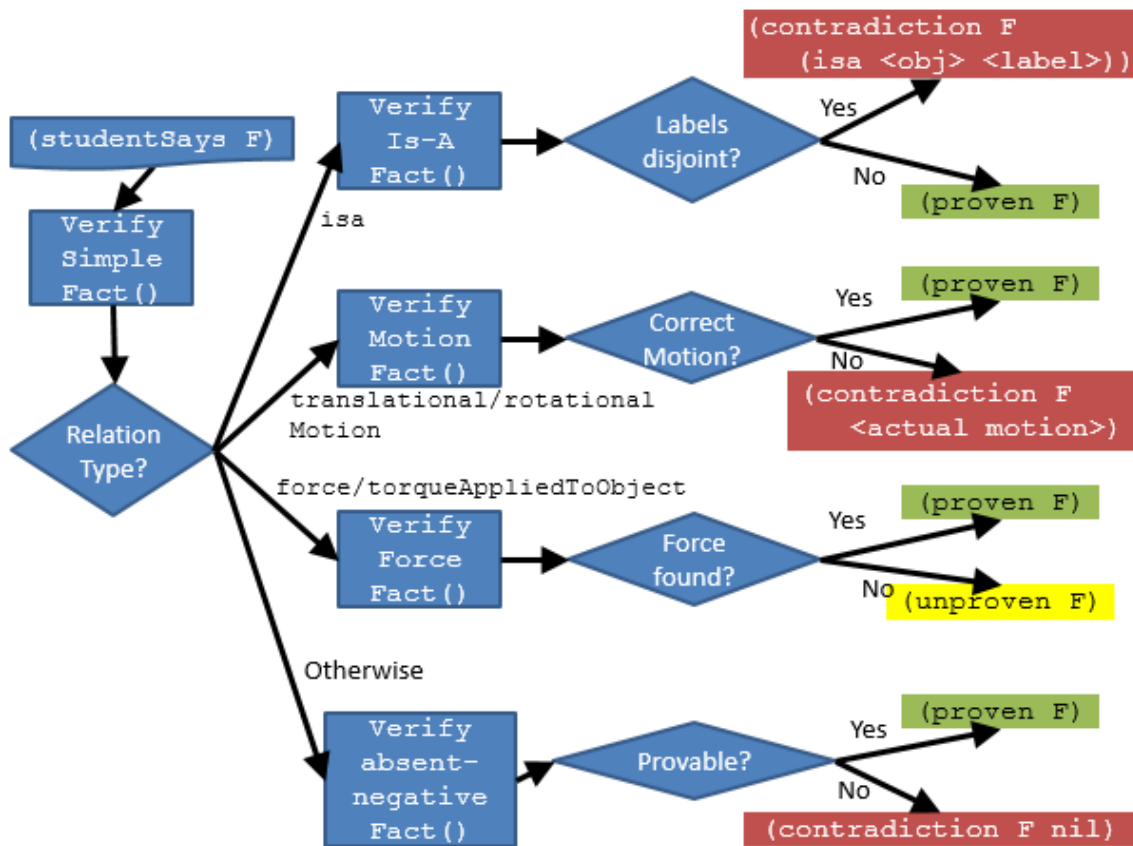 (studentSays F)
Verify
Simple
Fact()
Relation
Type?
isa
Verify
Is-A
Fact()
Labels
disjoint?
Yes
(contradiction F
(isa <obj> <label>))
No
(proven F)
translational/rotational
Motion
Verify
Motion
Fact()
Correct
Motion?
Yes
(proven F)
No
(contradiction F
<actual motion>)
force/torqueAppliedToObject
Verify
Force
Fact()
Force
found?
Yes
(proven F)
No
(unproven F)
Otherwise
Verify
absent-
negative
Fact()
Provable?
Yes
(proven F)
No
(contradiction F nil)